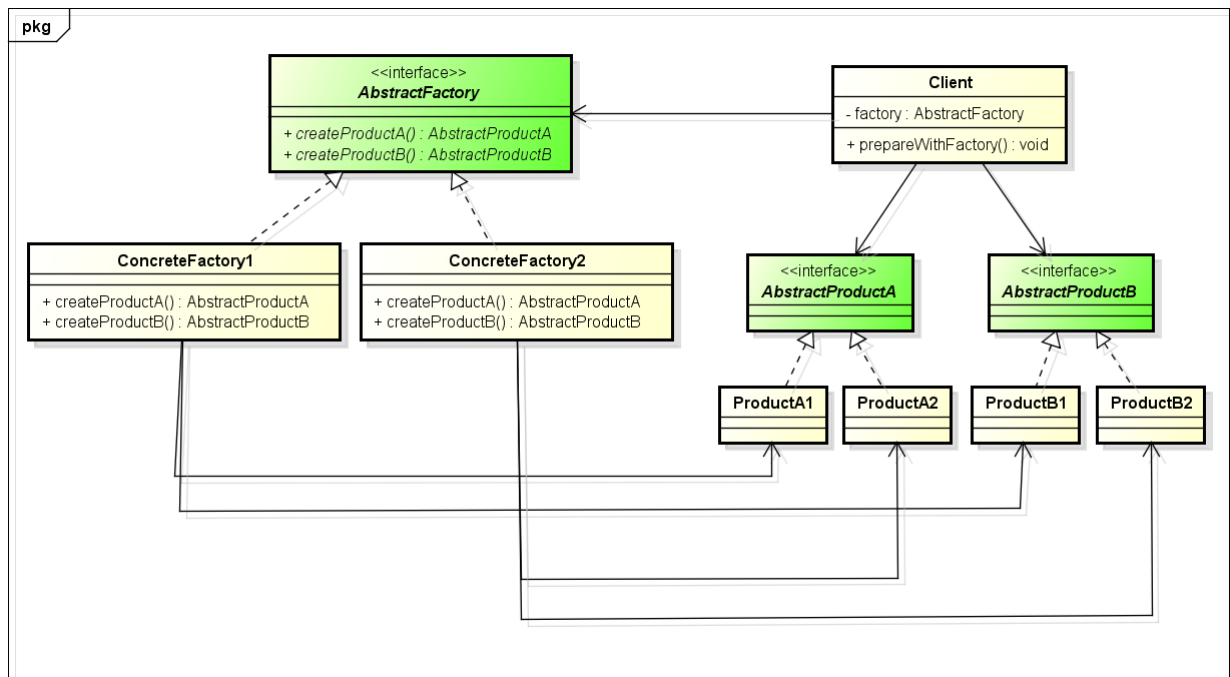 pkg
<<interface>>
AbstractFactory
+ createProductA() : AbstractProductA
+ createProductB() : AbstractProductB
Client
- factory : AbstractFactory
+ prepareWithFactory() : void
ConcreteFactory1
+ createProductA() : AbstractProductA
+ createProductB() : AbstractProductB
ConcreteFactory2
+ createProductA() : AbstractProductA
+ createProductB() : AbstractProductB
<<interface>>
AbstractProductA
<<interface>>
AbstractProductB
ProductA1
ProductA2
ProductB1
ProductB2